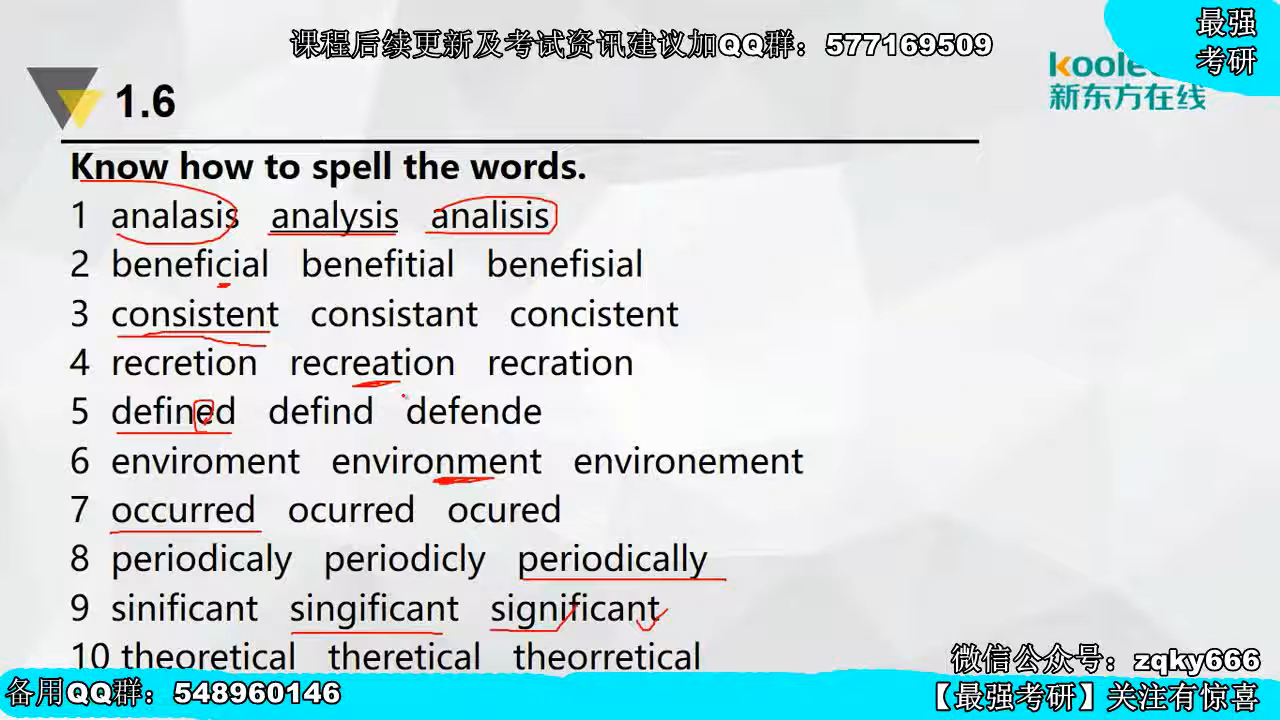 课程后续更新及考试资讯建议加QQ群：577169509
最强
考研
koole
新东方在线
1.6
Know how to spell the words.
1 analasis analysis analisis
2 beneficial benefitial benefisial
3 consistent consistant concistent
4 recretion recreation recration
5 defined defind defende
6 enviroment environment environement
7 occurred ocurred ocured
8 periodicaly periodicly periodically
9 sinificant singificant significant
10 theoretical theretical theorretical
微信公众号：zqky666
备用QQ群：548960146
【最强考研】关注有惊喜